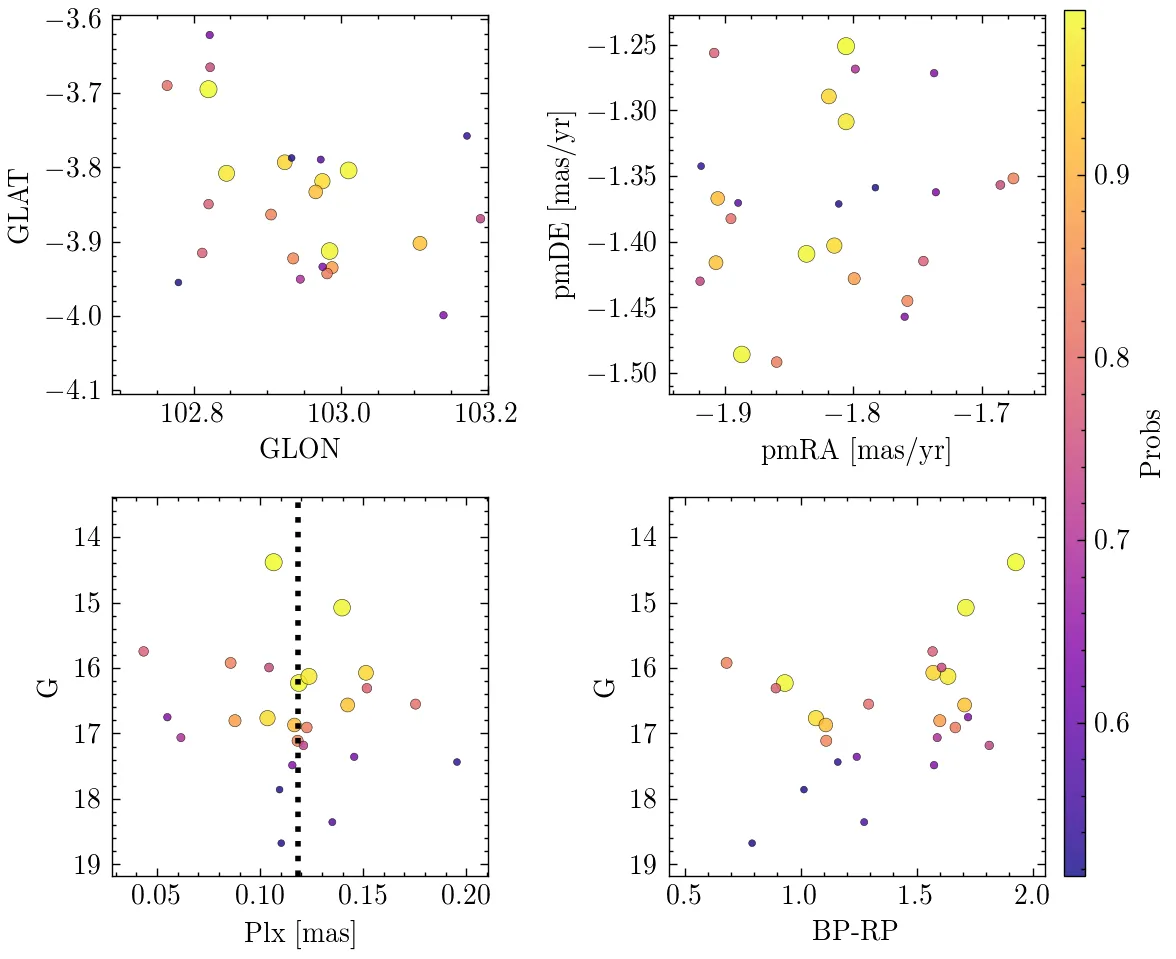 −3.6
−3.7
−3.8
−3.9
−4.0
−4.1
GLAT
102.8 103.0 103.2
GLON
−1.25
−1.30
−1.35
−1.40
−1.45
−1.50
pmDE [mas/yr]
−1.9 −1.8 −1.7
pmRA [mas/yr]
14
15
16
17
18
19
G
0.05 0.10 0.15 0.20
Plx [mas]
14
15
16
17
18
19
G
0.5 1.0 1.5 2.0
BP-RP
0.9
0.8
0.7
0.6
Probs